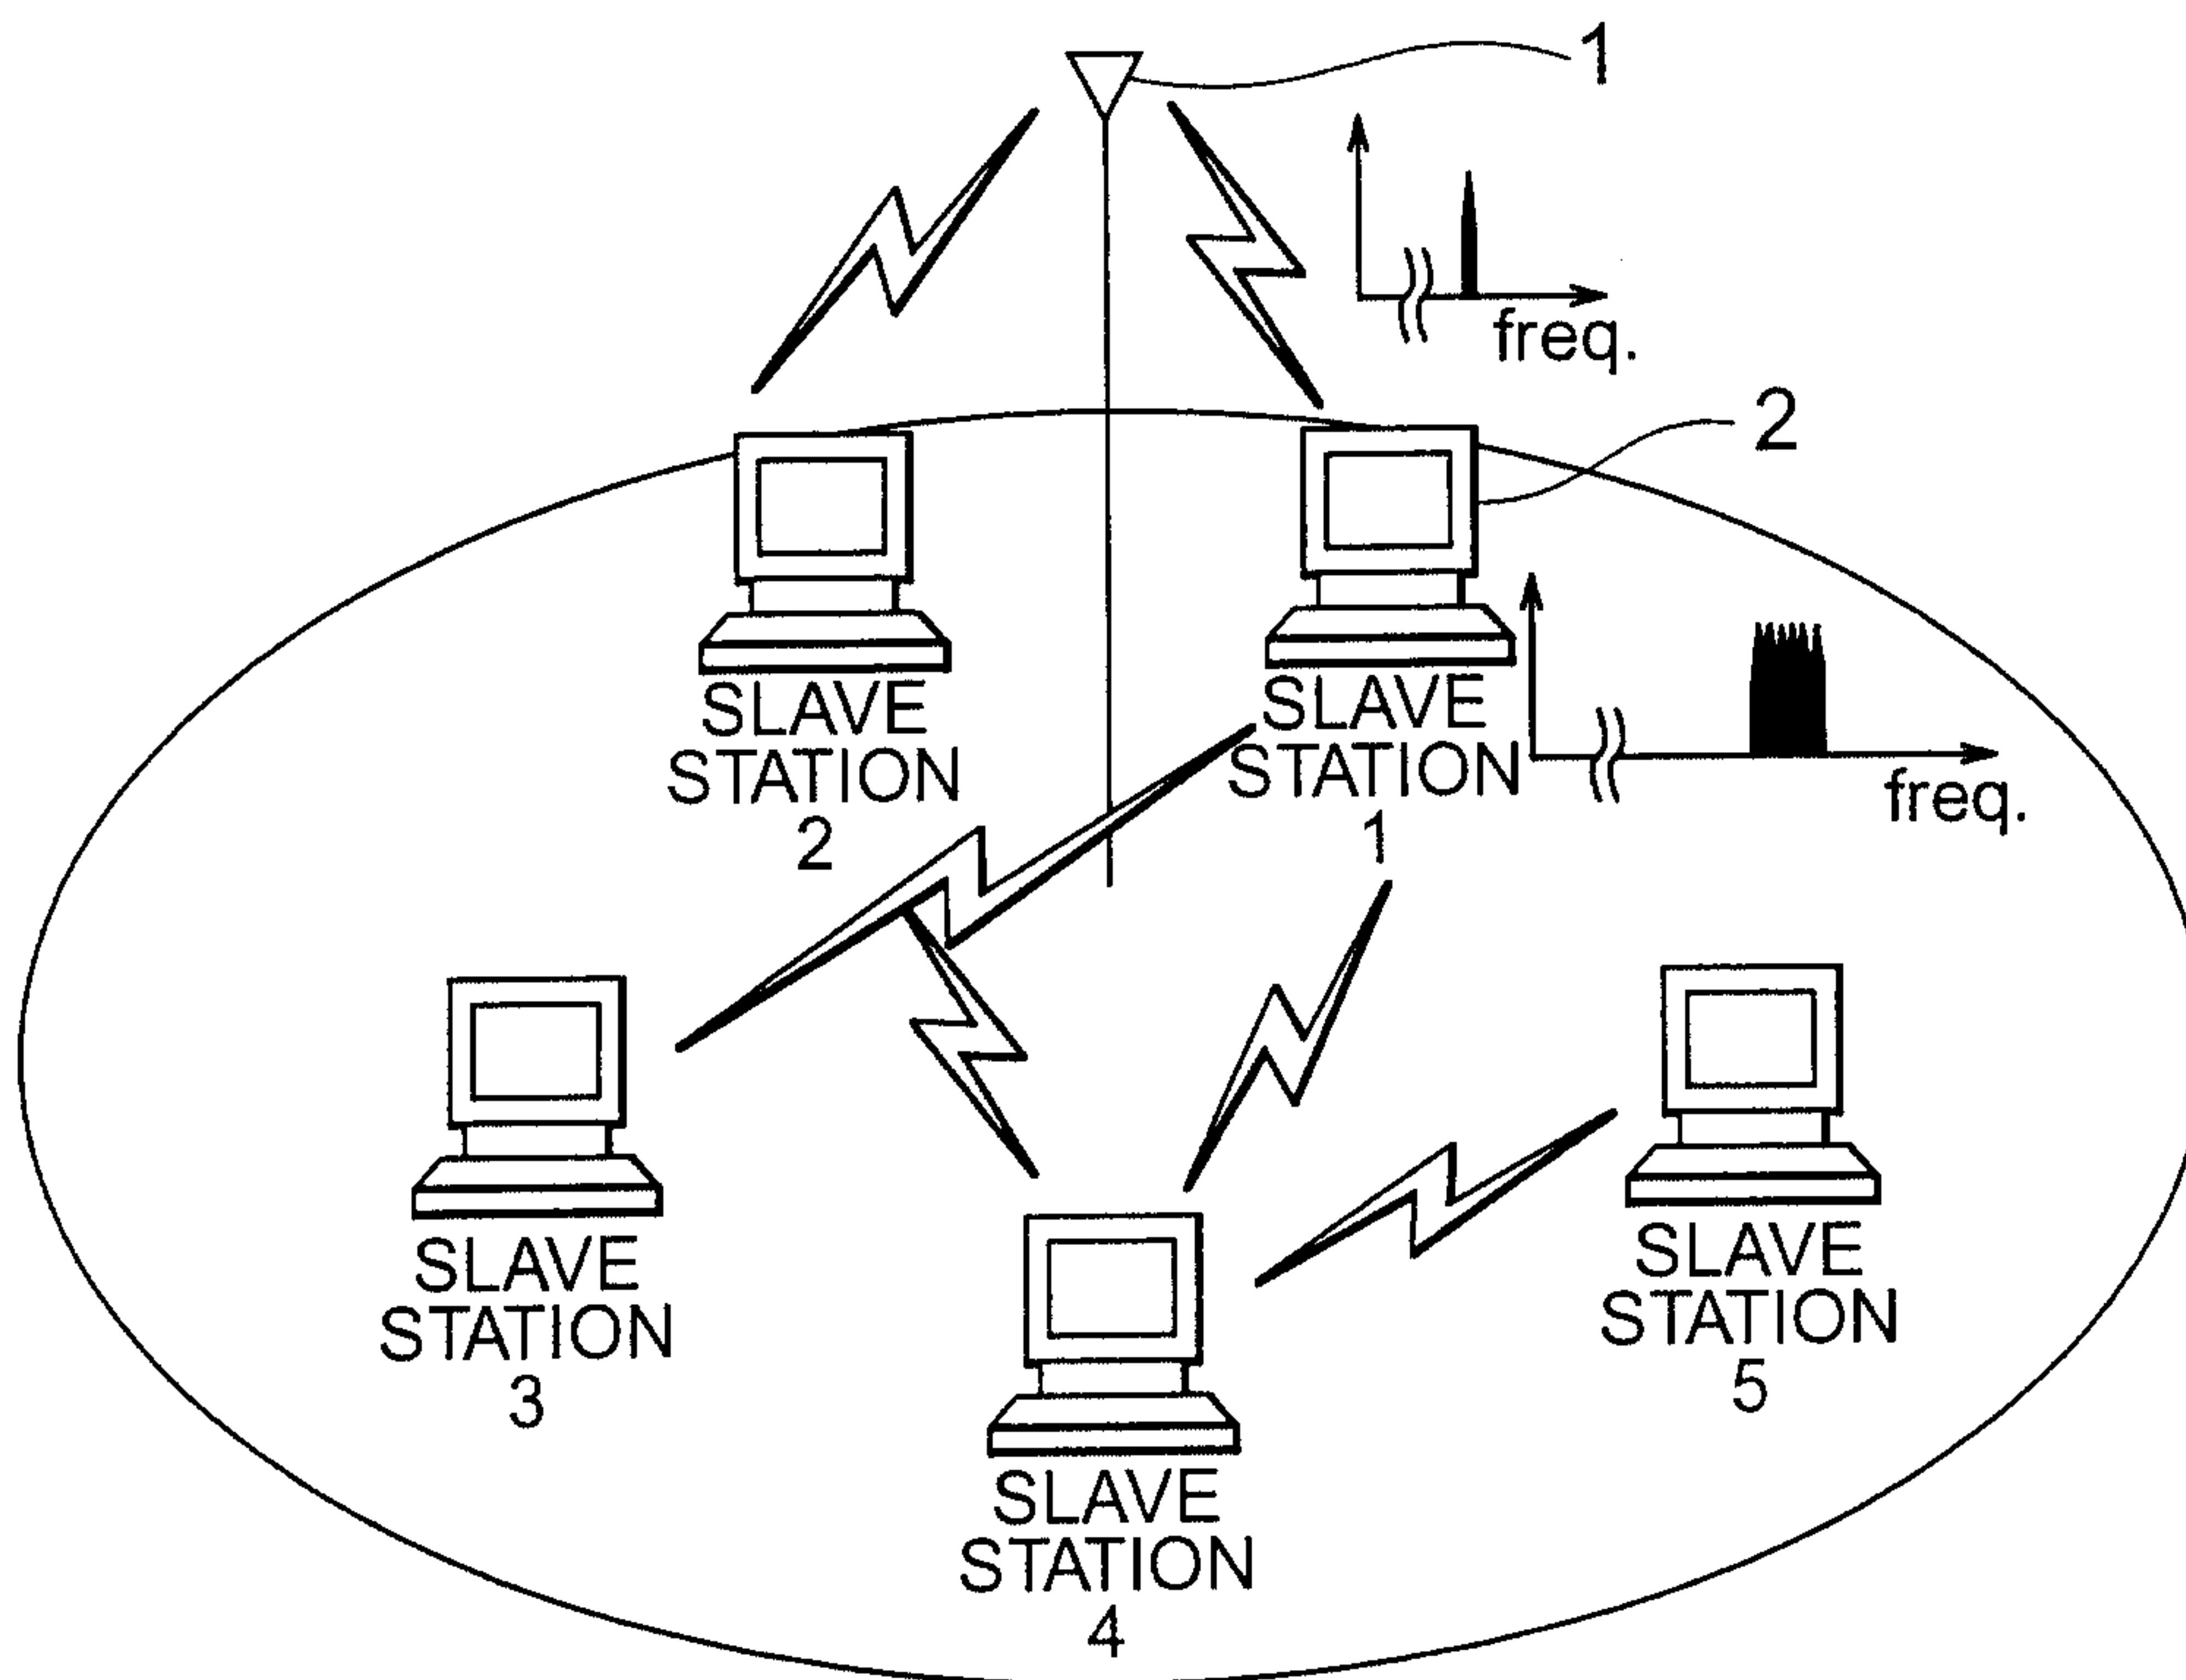 1
freq.
2
SLAVE
STATION
2
SLAVE
STATION
1
freq.
SLAVE
STATION
3
SLAVE
STATION
4
SLAVE
STATION
5